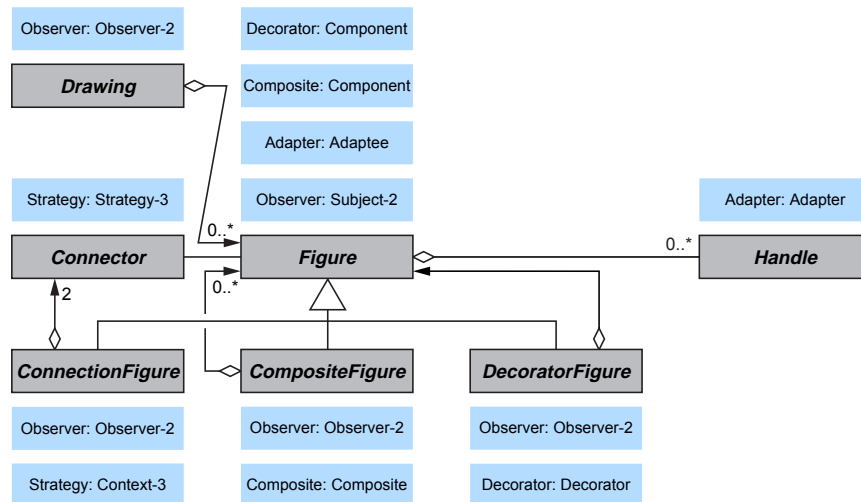 Observer: Observer-2
Decorator: Component
Drawing
Composite: Component
Adapter: Adaptee
Strategy: Strategy-3
Observer: Subject-2
Adapter: Adapter
0..*
0..*
Connector
Figure
Handle
2
0..*
ConnectionFigure
CompositeFigure
DecoratorFigure
Observer: Observer-2
Observer: Observer-2
Observer: Observer-2
Strategy: Context-3
Composite: Composite
Decorator: Decorator